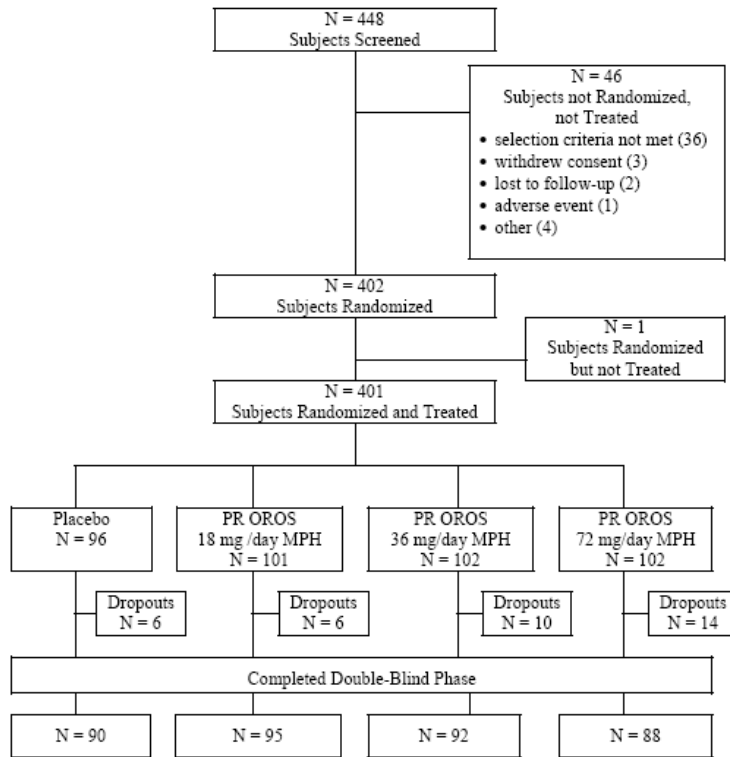 N = 448
Subjects Screened
N = 46
Subjects not Randomized,
not Treated
• selection criteria not met (36)
• withdrew consent (3)
• lost to follow-up (2)
• adverse event (1)
• other (4)
N = 402
Subjects Randomized
N = 1
Subjects Randomized
but not Treated
N = 401
Subjects Randomized and Treated
Placebo
N = 96
PR OROS
18 mg /day MPH
N = 101
PR OROS
36 mg/day MPH
N = 102
PR OROS
72 mg/day MPH
N = 102
Dropouts
N = 6
Dropouts
N = 6
Dropouts
N = 10
Dropouts
N = 14
Completed Double-Blind Phase
N = 90
N = 95
N = 92
N = 88